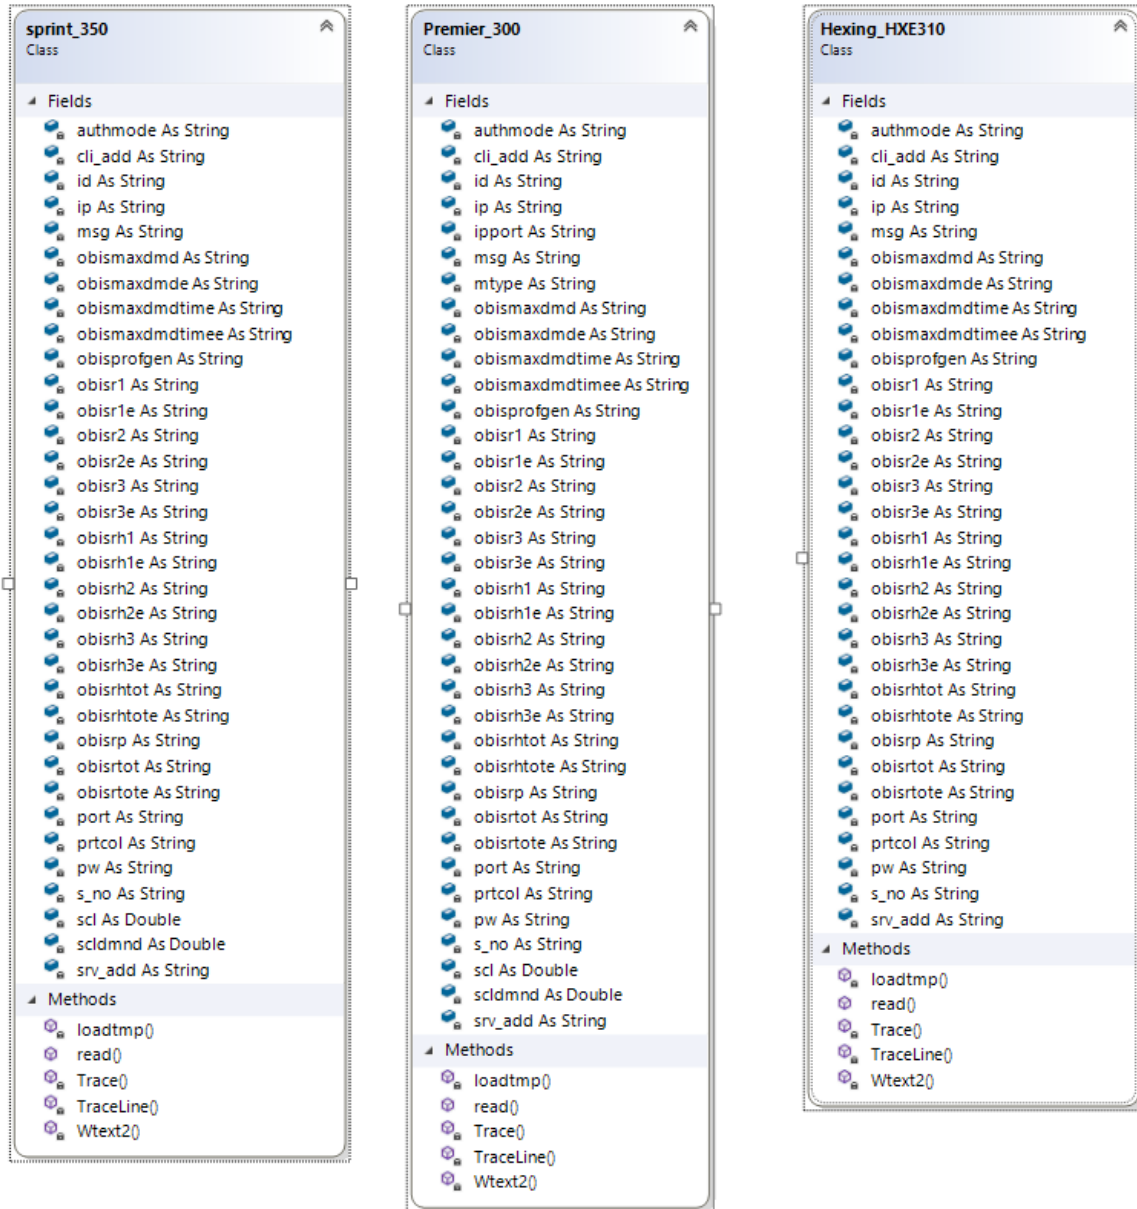 sprint_350
Class
Fields
authmode As String
cli_add As String
id As String
ip As String
msg As String
obismaxdmd As String
obismaxdmde As String
obismaxdmdtime As String
obismaxdmdtimee As String
obisprofgen As String
obisr1 As String
obisr1e As String
obisr2 As String
obisr2e As String
obisr3 As String
obisr3e As String
obisrh1 As String
obisrh1e As String
obisrh2 As String
obisrh2e As String
obisrh3 As String
obisrh3e As String
obisrhtot As String
obisrhtote As String
obisrp As String
obisrtot As String
obisrtote As String
port As String
prtcol As String
pw As String
s_no As String
scl As Double
scldmnd As Double
srv_add As String
Methods
loadtmp()
read()
Trace()
TraceLine()
Wtext2()
Premier_300
Class
Fields
authmode As String
cli_add As String
id As String
ip As String
ipport As String
msg As String
mtype As String
obismaxdmd As String
obismaxdmde As String
obismaxdmdtime As String
obismaxdmdtimee As String
obisprofgen As String
obisr1 As String
obisr1e As String
obisr2 As String
obisr2e As String
obisr3 As String
obisr3e As String
obisrh1 As String
obisrh1e As String
obisrh2 As String
obisrh2e As String
obisrh3 As String
obisrh3e As String
obisrhtot As String
obisrhtote As String
obisrp As String
obisrtot As String
obisrtote As String
port As String
prtcol As String
pw As String
s_no As String
scl As Double
scldmnd As Double
srv_add As String
Methods
loadtmp()
read()
Trace()
TraceLine()
Wtext2()
Hexing_HXE310
Class
Fields
authmode As String
cli_add As String
id As String
ip As String
msg As String
obismaxdmd As String
obismaxdmde As String
obismaxdmdtime As String
obismaxdmdtimee As String
obisprofgen As String
obisr1 As String
obisr1e As String
obisr2 As String
obisr2e As String
obisr3 As String
obisr3e As String
obisrh1 As String
obisrh1e As String
obisrh2 As String
obisrh2e As String
obisrh3 As String
obisrh3e As String
obisrhtot As String
obisrhtote As String
obisrp As String
obisrtot As String
obisrtote As String
port As String
prtcol As String
pw As String
s_no As String
srv_add As String
Methods
loadtmp()
read()
Trace()
TraceLine()
Wtext2()